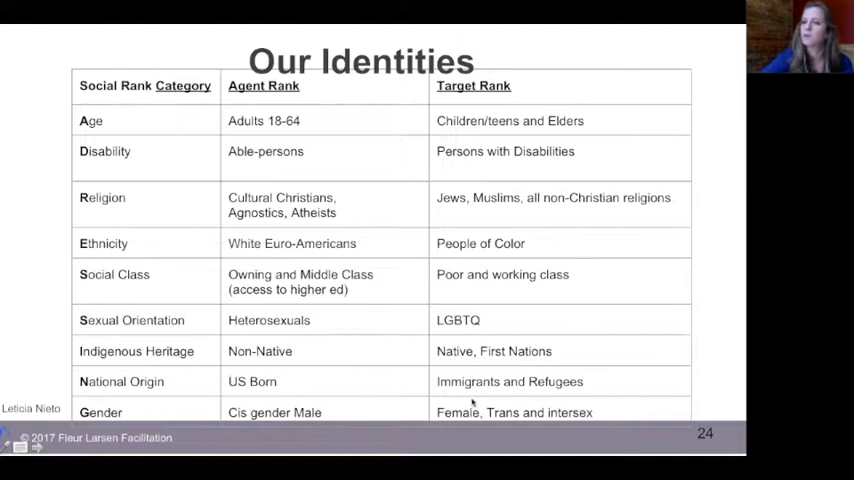 Our Identities
Social Rank Category Agent Rank Target Rank
Age Adults 18-64 Children/teens and Elders
Disability Able-persons Persons with Disabilities
Religion Cultural Christians, Jews, Muslims, all non-Christian religions
Agnostics, Atheists
Ethnicity White Euro-Americans People of Color
Social Class Owning and Middle Class Poor and working class
(access to higher ed)
Sexual Orientation Heterosexuals LGBTQ
Indigenous Heritage Non-Native Native, First Nations
National Origin US Born Immigrants and Refugees
Leticia Nieto
Gender Cis gender Male Female, Trans and intersex
© 2017 Fleur Larsen Facilitation 24